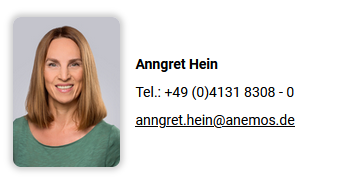 Anngret Hein
Tel.: +49 (0)4131 8308 - 0
anngret.hein@anemos.de